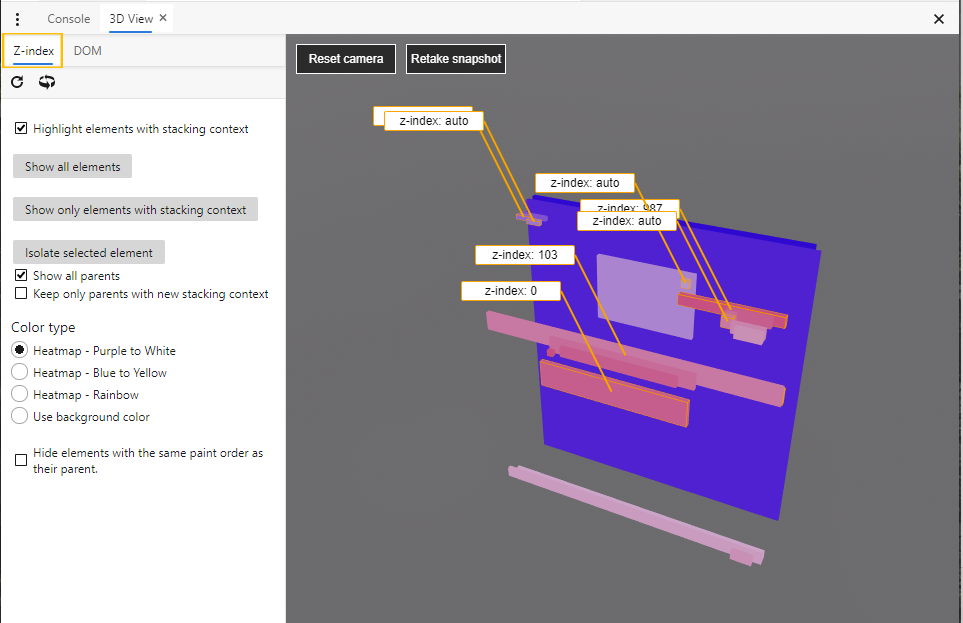 Console
3D View
Z-index
DOM
Reset camera
Retake snapshot
Highlight elements with stacking context
Show all elements
Show only elements with stacking context
Isolate selected element
Show all parents
Keep only parents with new stacking context
Color type
Heatmap - Purple to White
Heatmap - Blue to Yellow
Heatmap - Rainbow
Use background color
Hide elements with the same paint order as
their parent.
z-index: auto
z-index: auto
z-index: 987
z-index: auto
z-index: 103
z-index: 0